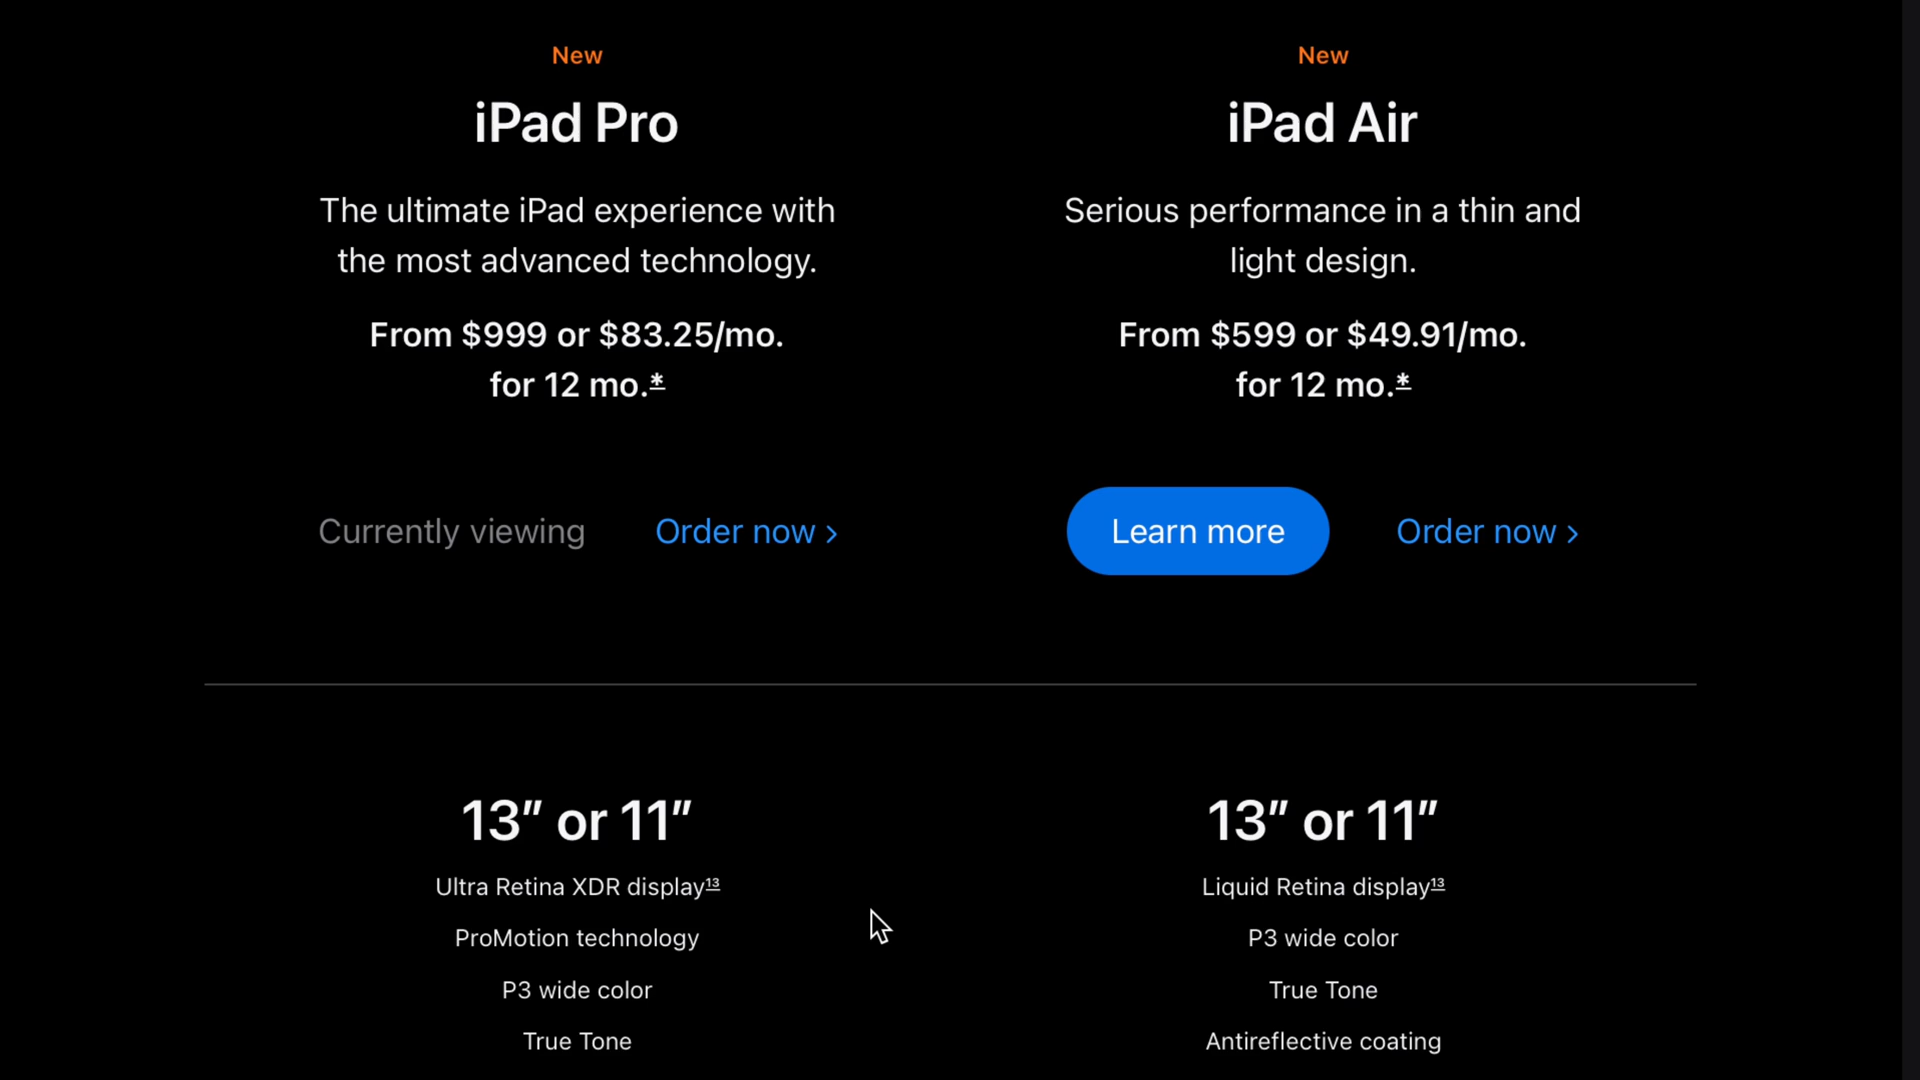 New
iPad Pro
The ultimate iPad experience with
the most advanced technology.
From $999 or $83.25/mo.
for 12 mo.*
Currently viewing
Order now >
New
iPad Air
Serious performance in a thin and
light design.
From $599 or $49.91/mo.
for 12 mo.*
Learn more
Order now >
13” or 11”
Ultra Retina XDR display¹³
ProMotion technology
P3 wide color
True Tone
13” or 11”
Liquid Retina display¹³
P3 wide color
True Tone
Antireflective coating